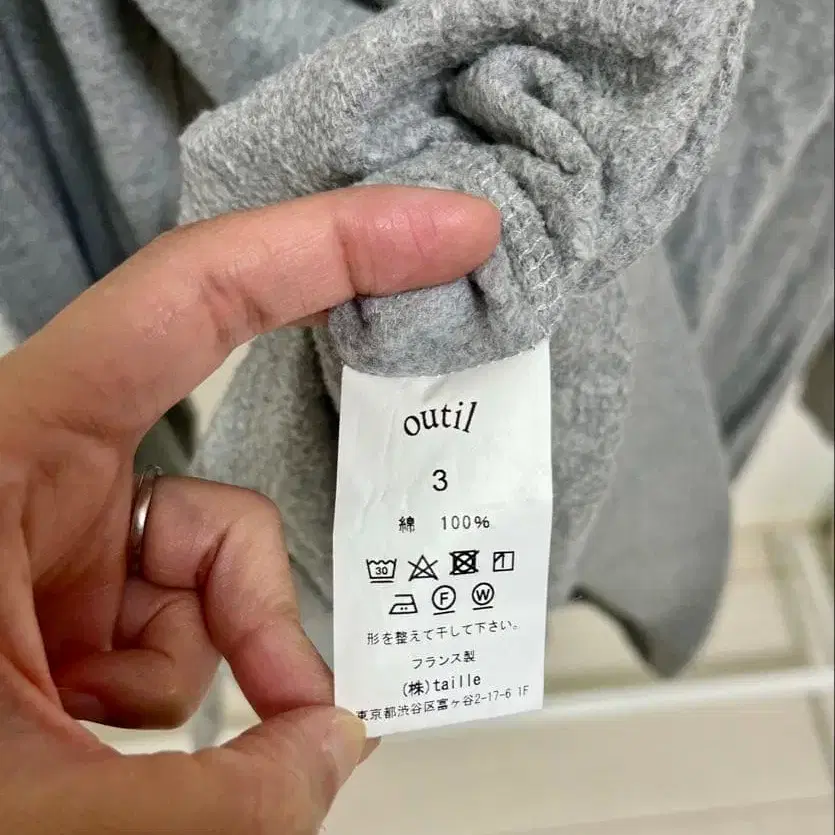 outil
3
綿 100%
30
F W
形を整えて干して下さい。
フランス製
(株)taille
東京都渋谷区富ヶ谷2-17-6 1F